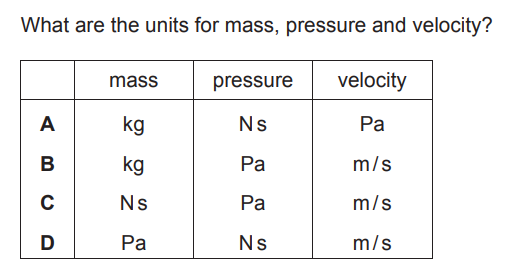 What are the units for mass, pressure and velocity?
mass pressure velocity
A kg N s Pa
B kg Pa m / s
C N s Pa m / s
D Pa N s m / s